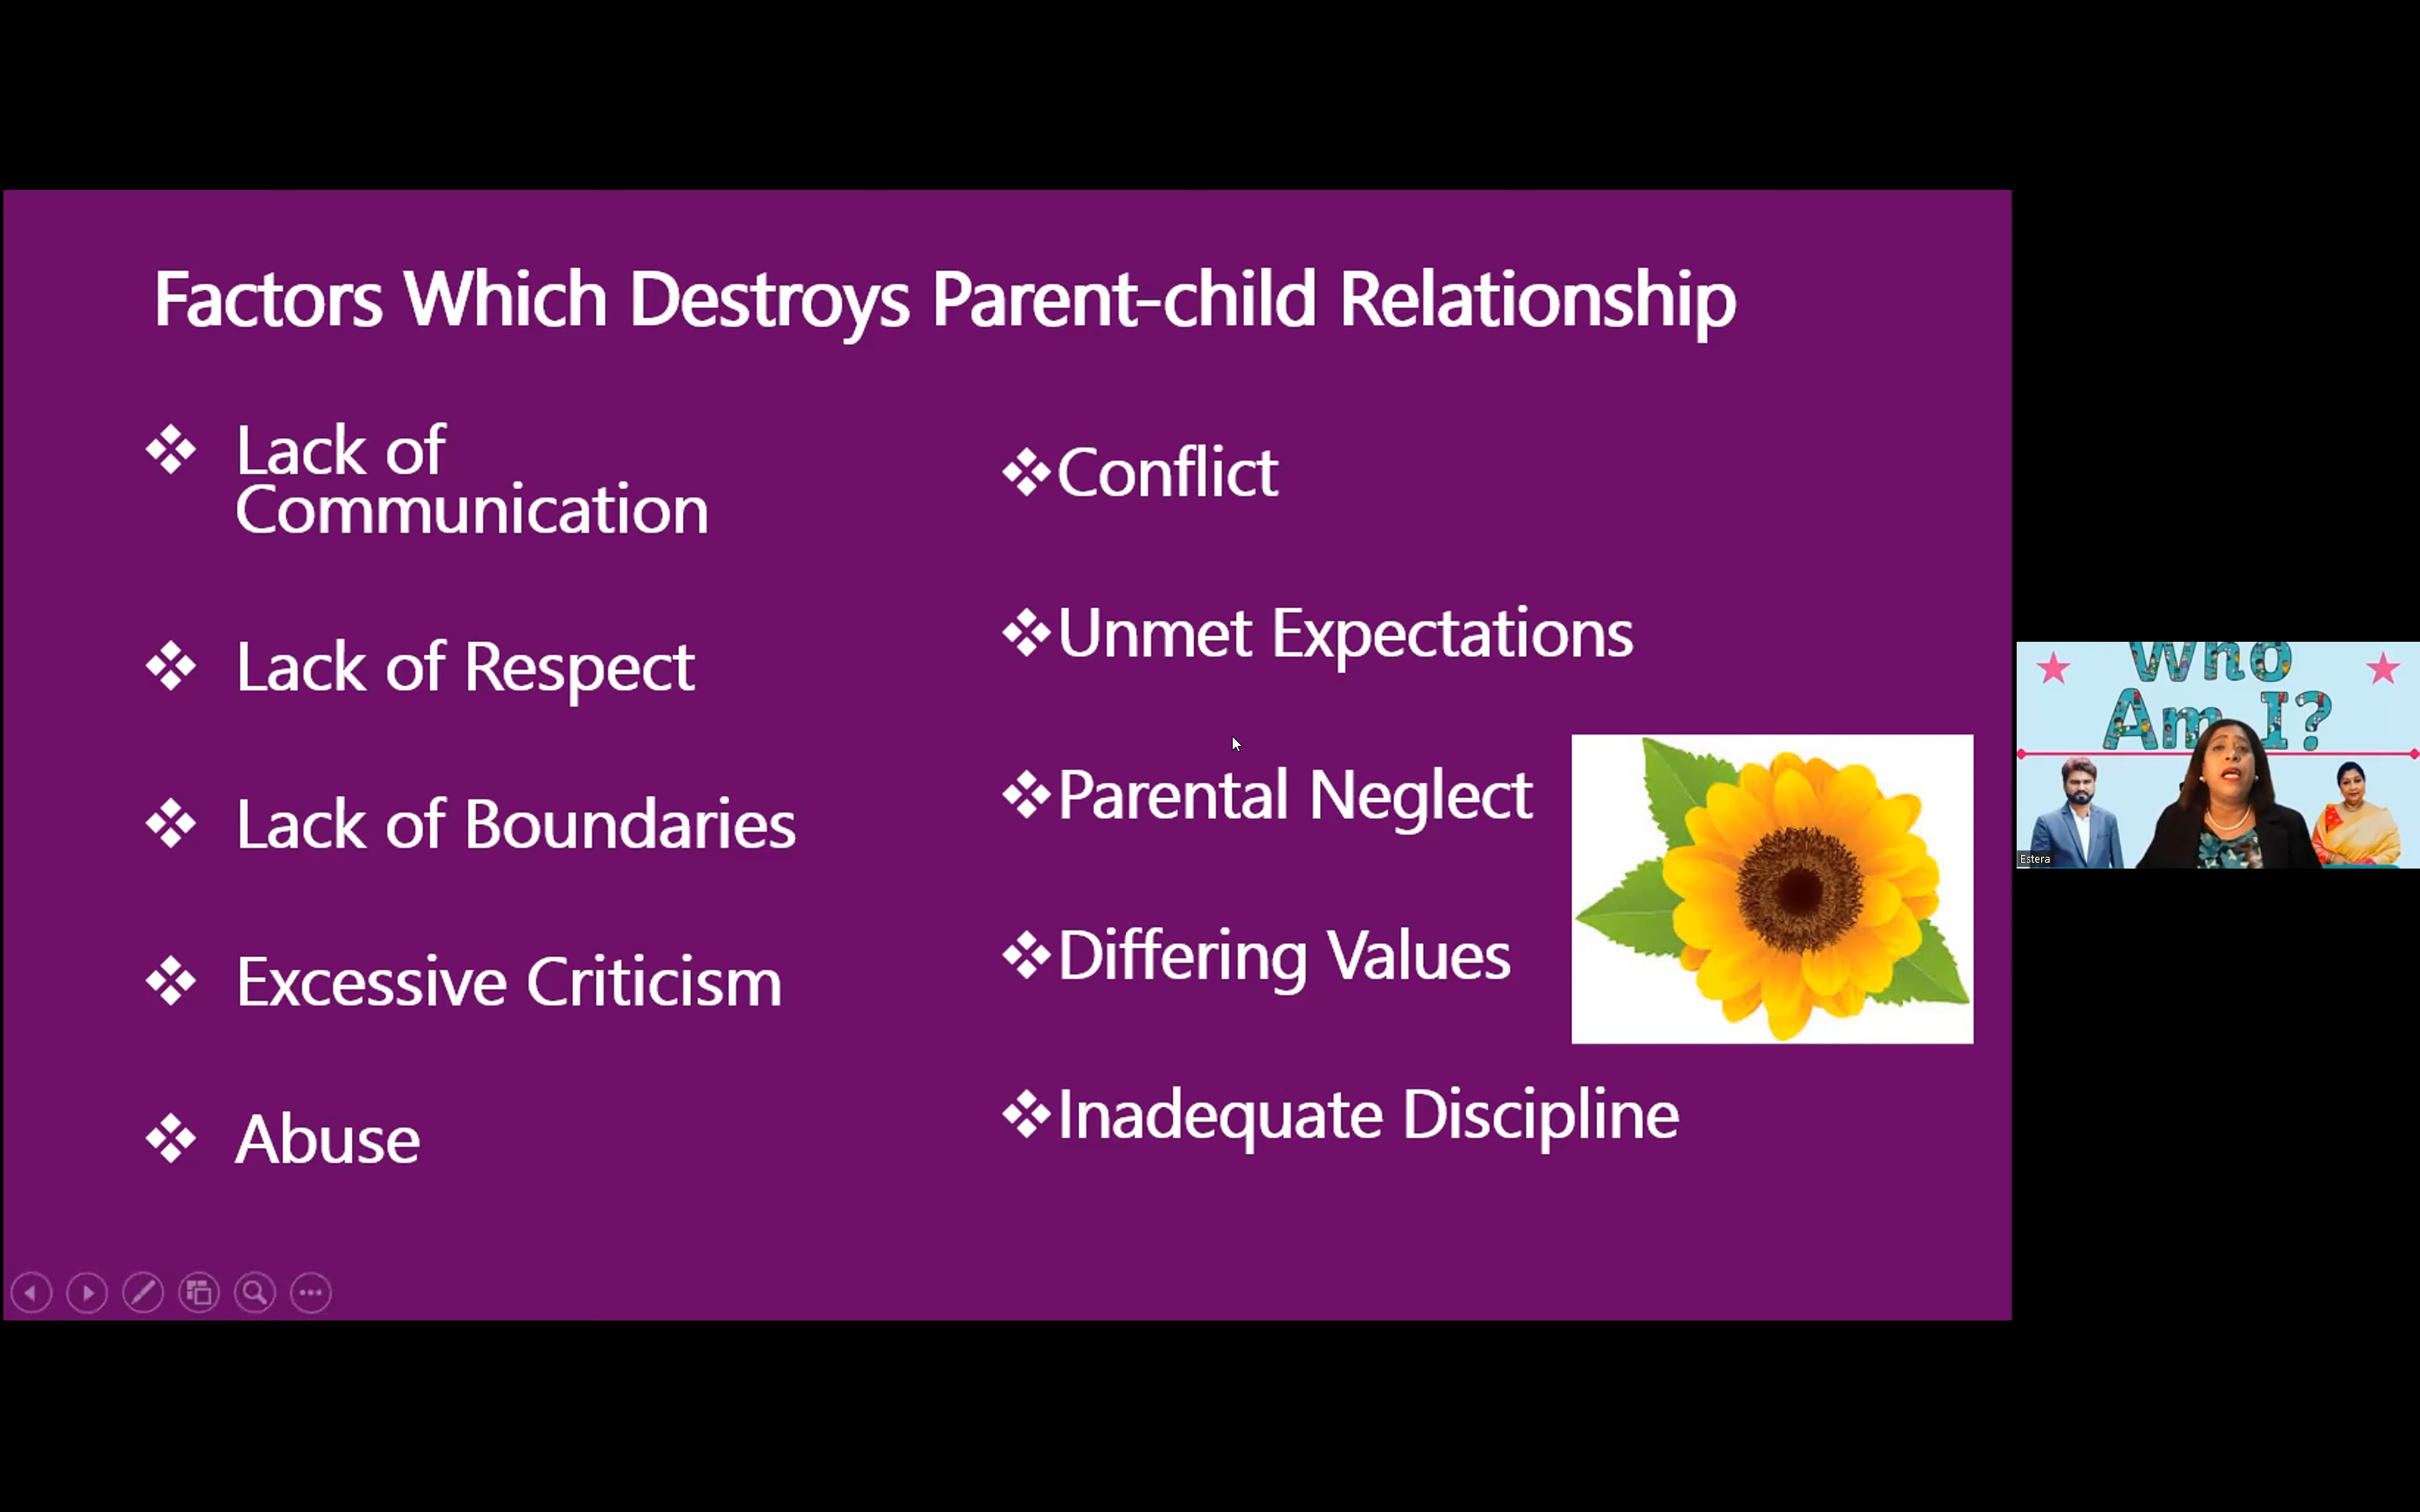 Factors Which Destroys Parent-child Relationship
Lack of
Communication
Lack of Respect
Lack of Boundaries
Excessive Criticism
Abuse
Conflict
Unmet Expectations
Parental Neglect
Differing Values
Inadequate Discipline
Who
Am I?
Estera